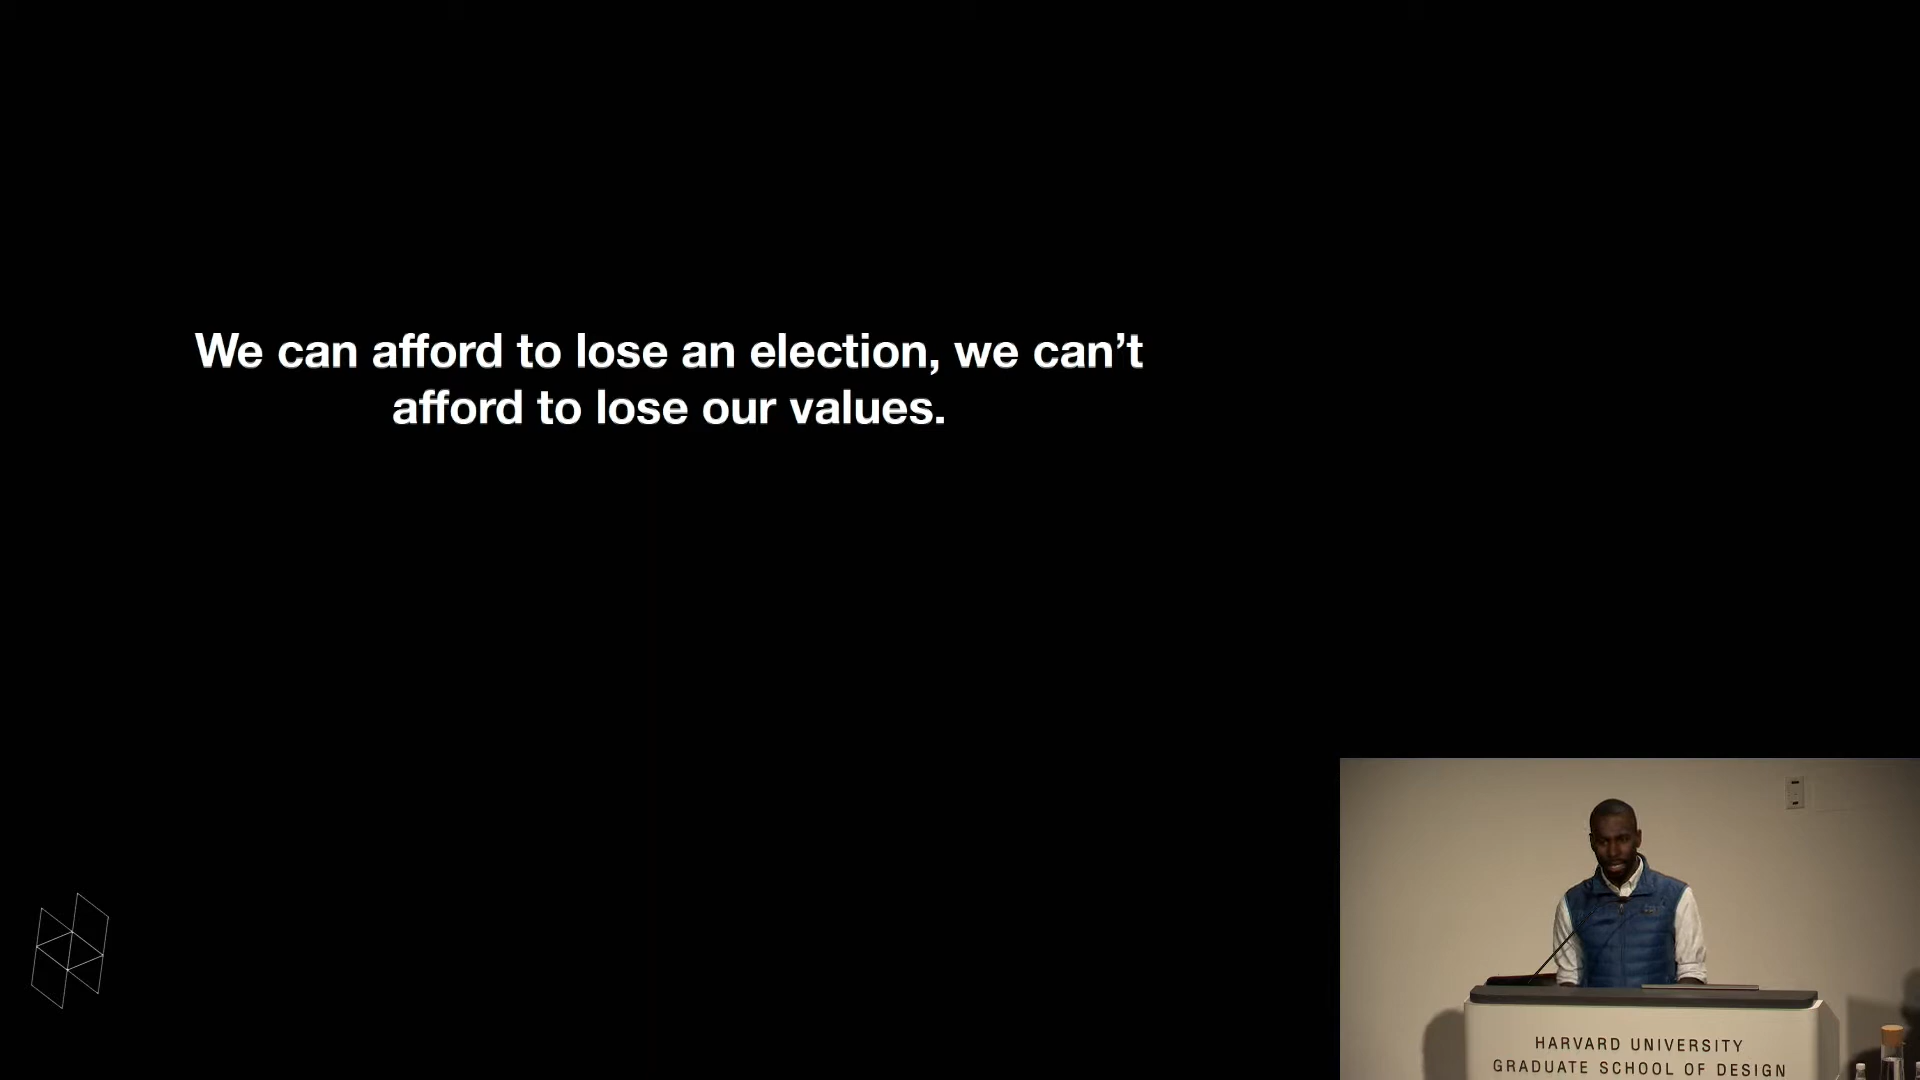 We can afford to lose an election, we can’t
afford to lose our values.
HARVARD UNIVERSITY
GRADUATE SCHOOL OF DESIGN